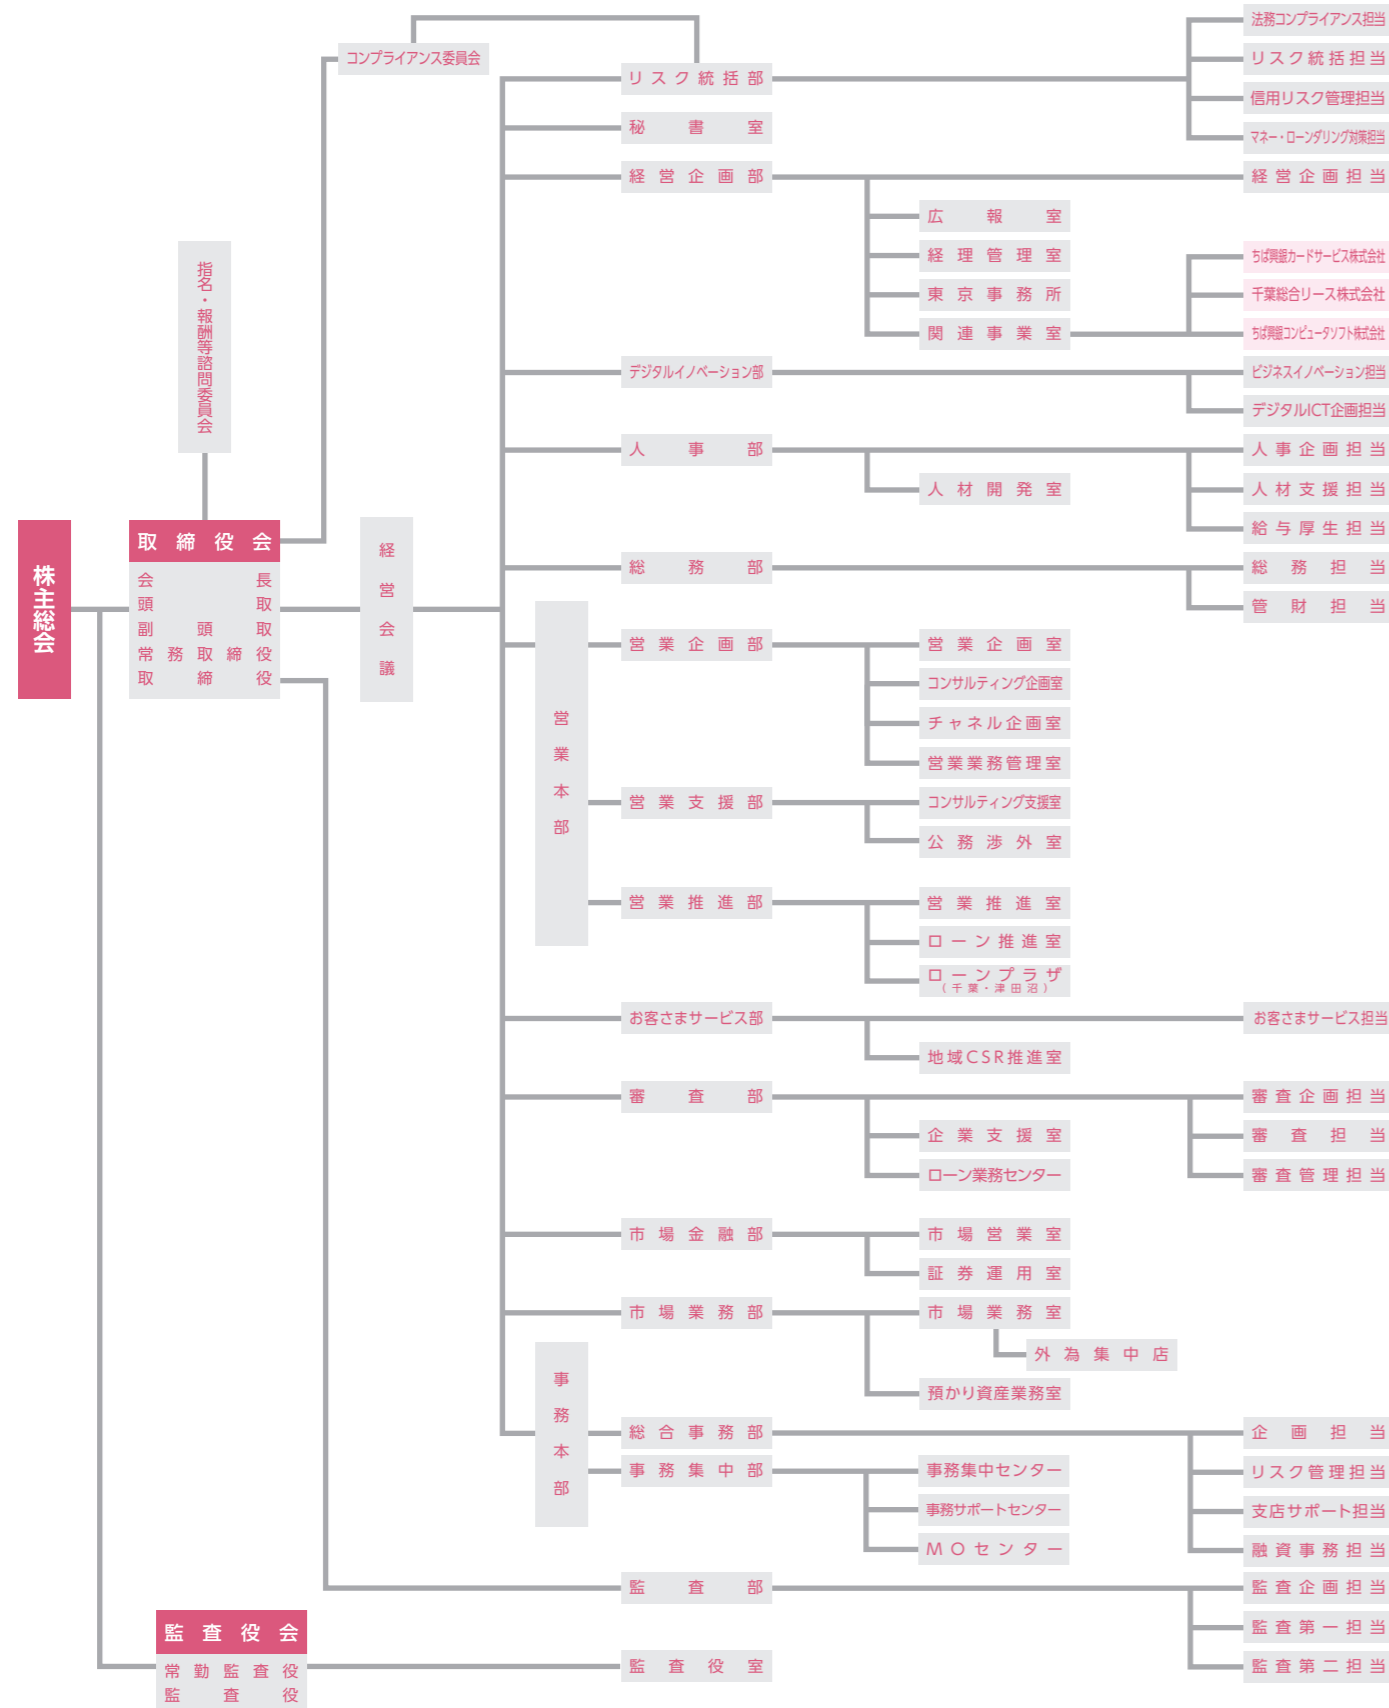 株主総会
指名・報酬等諮問委員会
取締役会
会長
頭取
副頭取
常務取締役
取締役
監査役会
常勤監査役
監査役
コンプライアンス委員会
経営会議
営業本部
事務本部
リスク統括部
法務コンプライアンス担当
リスク統括担当
信用リスク管理担当
マネー・ローンダリング対策担当
秘書室
経営企画部
経営企画担当
広報室
経理管理室
東京事務所
関連事業室
ちば興銀カードサービス株式会社
千葉総合リース株式会社
ちば興銀コンピュータソフト株式会社
デジタルイノベーション部
ビジネスイノベーション担当
デジタルICT企画担当
人事部
人材開発室
人事企画担当
人材支援担当
給与厚生担当
総務部
総務担当
管財担当
営業企画部
営業企画室
コンサルティング企画室
チャネル企画室
営業業務管理室
営業支援部
コンサルティング支援室
公務渉外室
営業推進部
営業推進室
ローン推進室
ローンプラザ
(千葉・津田沼)
お客さまサービス部
お客さまサービス担当
地域CSR推進室
審査部
企業支援室
ローン業務センター
審査企画担当
審査担当
審査管理担当
市場金融部
市場営業室
証券運用室
市場業務部
市場業務室
外為集中店
預かり資産業務室
総合事務部
企画担当
リスク管理担当
支店サポート担当
融資事務担当
事務集中部
事務集中センター
事務サポートセンター
MOセンター
監査部
監査企画担当
監査第一担当
監査第二担当
監査役室